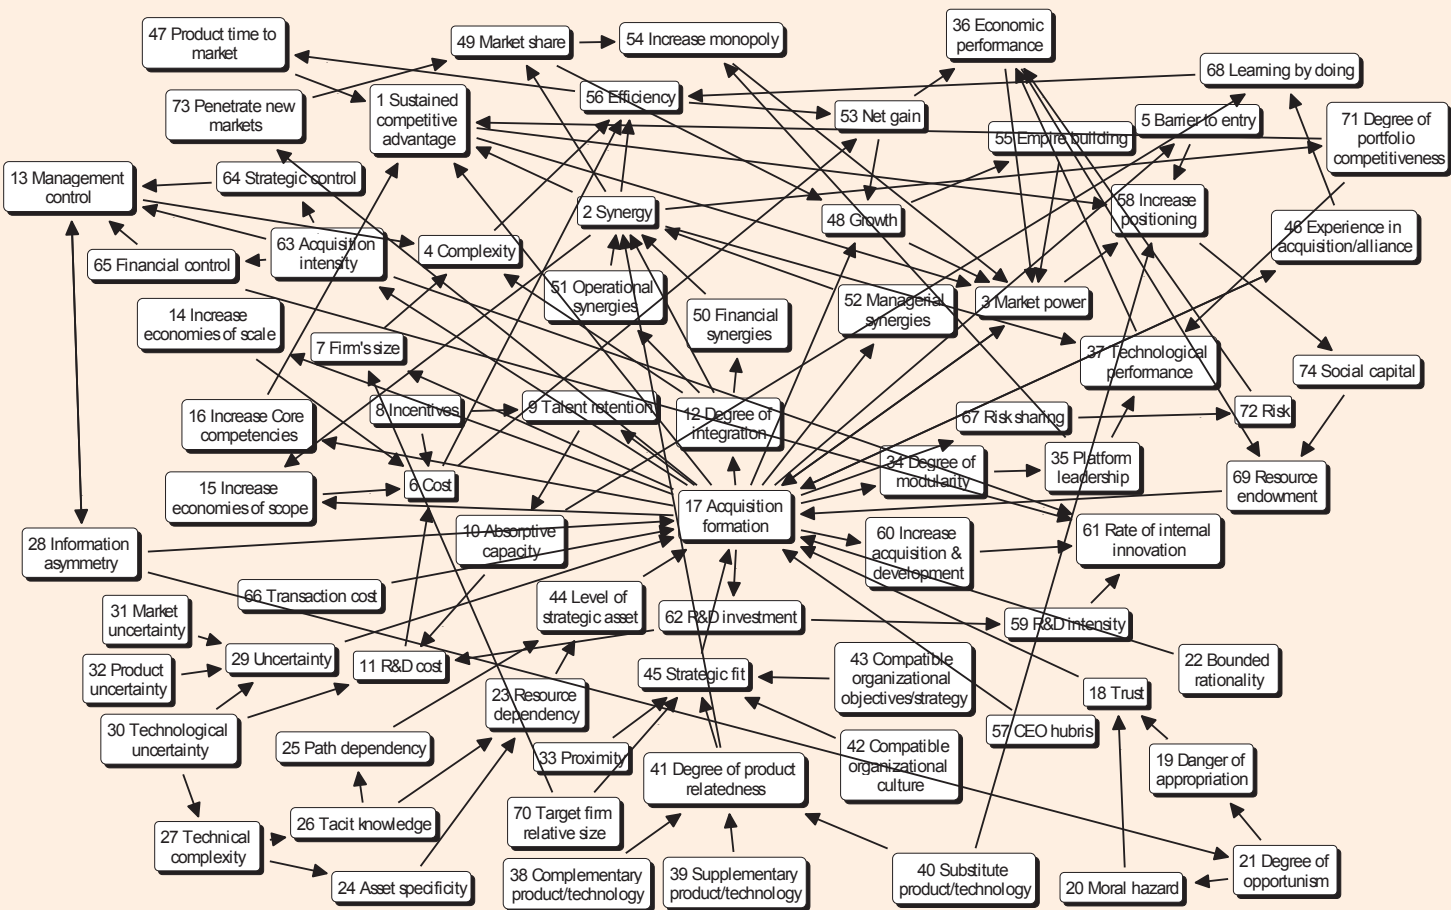 47 Product time to
market
49 Market share
54 Increase monopoly
36 Economic
performance
68 Learning by doing
73 Penetrate new
markets
1 Sustained
competitive
advantage
56 Efficiency
53 Net gain
55 Empire building
5 Barrier to entry
71 Degree of
portfolio
competitiveness
13 Management
control
64 Strategic control
2 Synergy
48 Growth
58 Increase
positioning
46 Experience in
acquisition/alliance
65 Financial control
63 Acquisition
intensity
4 Complexity
51 Operational
synergies
50 Financial
synergies
52 Managerial
synergies
3 Market power
14 Increase
economies of scale
7 Firm's size
37 Technological
performance
74 Social capital
16 Increase Core
competencies
8 Incentives
9 Talent retention
12 Degree of
integration
67 Risk sharing
72 Risk
15 Increase
economies of scope
6 Cost
34 Degree of
modularity
35 Platform
leadership
69 Resource
endowment
17 Acquisition
formation
28 Information
asymmetry
10 Absorptive
capacity
60 Increase
acquisition &
development
61 Rate of internal
innovation
66 Transaction cost
44 Level of
strategic asset
62 R&D investment
59 R&D intensity
31 Market
uncertainty
32 Product
uncertainty
29 Uncertainty
11 R&D cost
45 Strategic fit
43 Compatible
organizational
objectives/strategy
22 Bounded
rationality
18 Trust
30 Technological
uncertainty
25 Path dependency
23 Resource
dependency
33 Proximity
41 Degree of product
relatedness
42 Compatible
organizational
culture
57 CEO hubris
19 Danger of
appropriation
27 Technical
complexity
26 Tacit knowledge
70 Target firm
relative size
24 Asset specificity
38 Complementary
product/technology
39 Supplementary
product/technology
40 Substitute
product/technology
20 Moral hazard
21 Degree of
opportunism